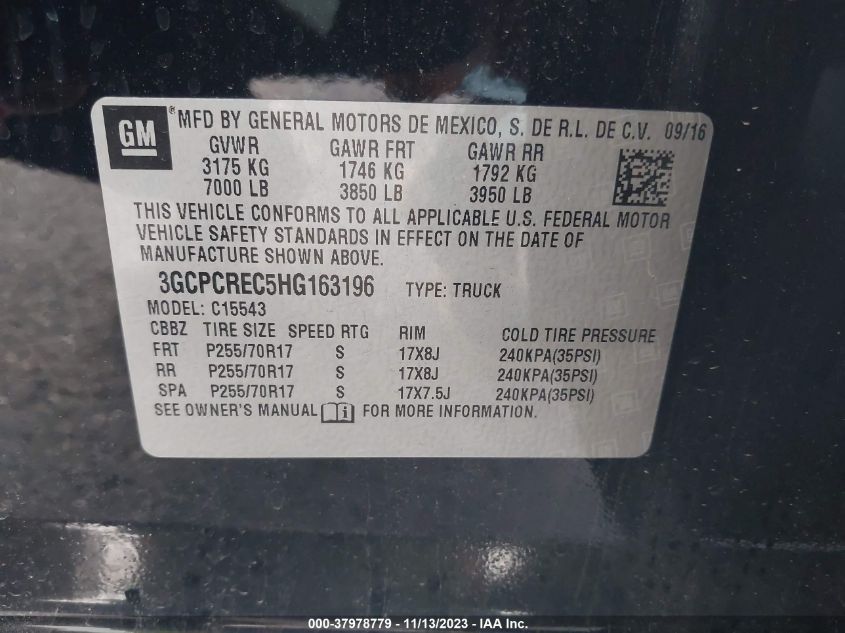 GM ® MFD BY GENERAL MOTORS DE MEXICO, S. DE R.L. DE C.V. 09/16
GVWR GAWR FRT GAWR RR
3175 KG 1746 KG 1792 KG
7000 LB 3850 LB 3950 LB
THIS VEHICLE CONFORMS TO ALL APPLICABLE U.S. FEDERAL MOTOR
VEHICLE SAFETY STANDARDS IN EFFECT ON THE DATE OF
MANUFACTURE SHOWN ABOVE.
3GCPCREC5HG163196 TYPE: TRUCK
MODEL: C15543
CBBZ TIRE SIZE SPEED RTG RIM COLD TIRE PRESSURE
FRT P255/70R17 S 17X8J 240KPA(35PSI)
RR P255/70R17 S 17X8J 240KPA(35PSI)
SPA P255/70R17 S 17X7.5J 240KPA(35PSI)
SEE OWNER'S MANUAL i FOR MORE INFORMATION.
000-37978779 - 11/13/2023 - IAAI Inc.